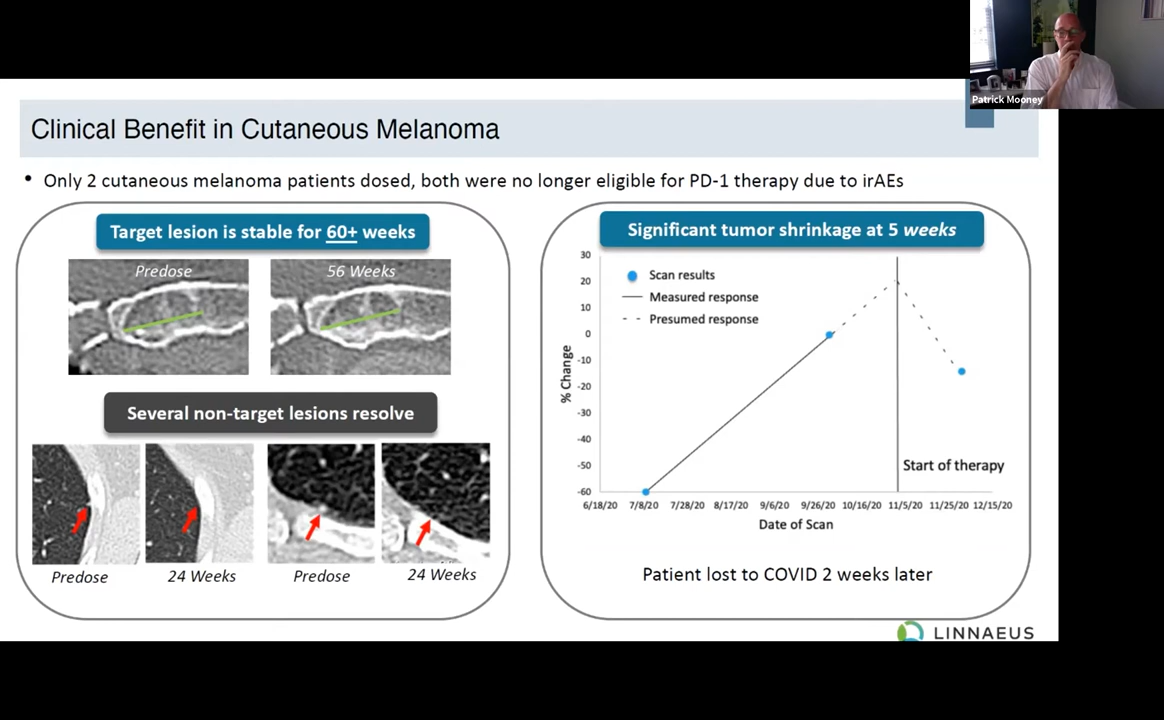 Patrick Mooney
Clinical Benefit in Cutaneous Melanoma
• Only 2 cutaneous melanoma patients dosed, both were no longer eligible for PD-1 therapy due to irAEs
Target lesion is stable for 60+ weeks
Predose
56 Weeks
Several non-target lesions resolve
Predose
24 Weeks
Predose
24 Weeks
Significant tumor shrinkage at 5 weeks
Scan results
Measured response
Presumed response
% Change
30
20
10
0
-10
-20
-30
-40
-50
-60
Start of therapy
6/18/20 7/8/20 7/28/20 8/17/20 9/6/20 9/26/20 10/16/20 11/5/20 11/25/20 12/15/20
Date of Scan
Patient lost to COVID 2 weeks later
LINNAEUS